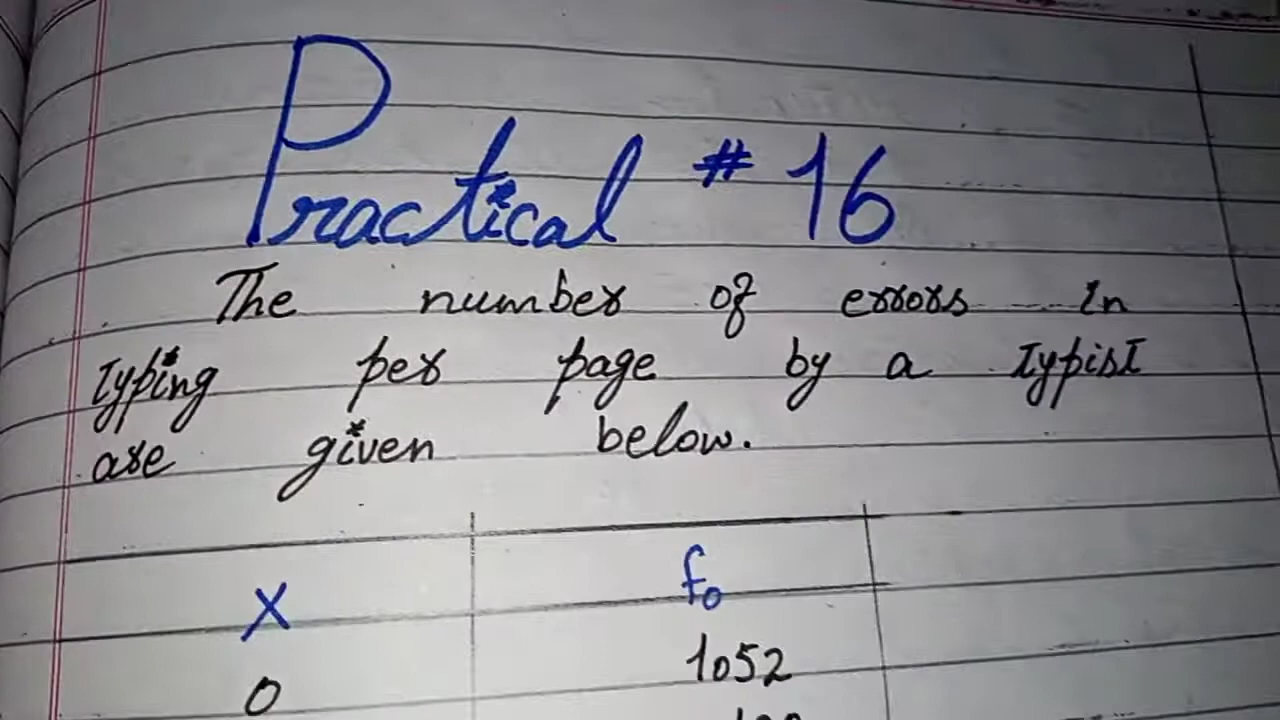 Practical # 16
The number of errors in
typing per page by a typist
are given below.
X fo
0 1052